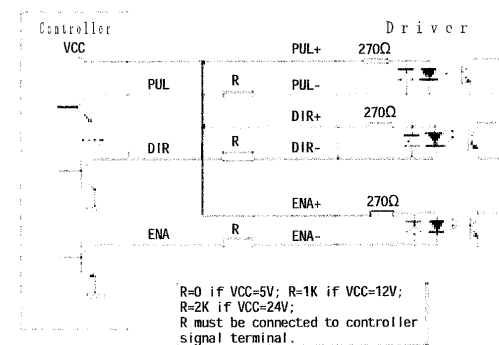 Controller
Driver
VCC
PUL+
270Ω
PUL
R
PUL-
DIR+
270Ω
DIR
R
DIR-
ENA+
270Ω
ENA
R
ENA-
R=0 if VCC=5V; R=1K if VCC=12V;
R=2K if VCC=24V;
R must be connected to controller
signal terminal.